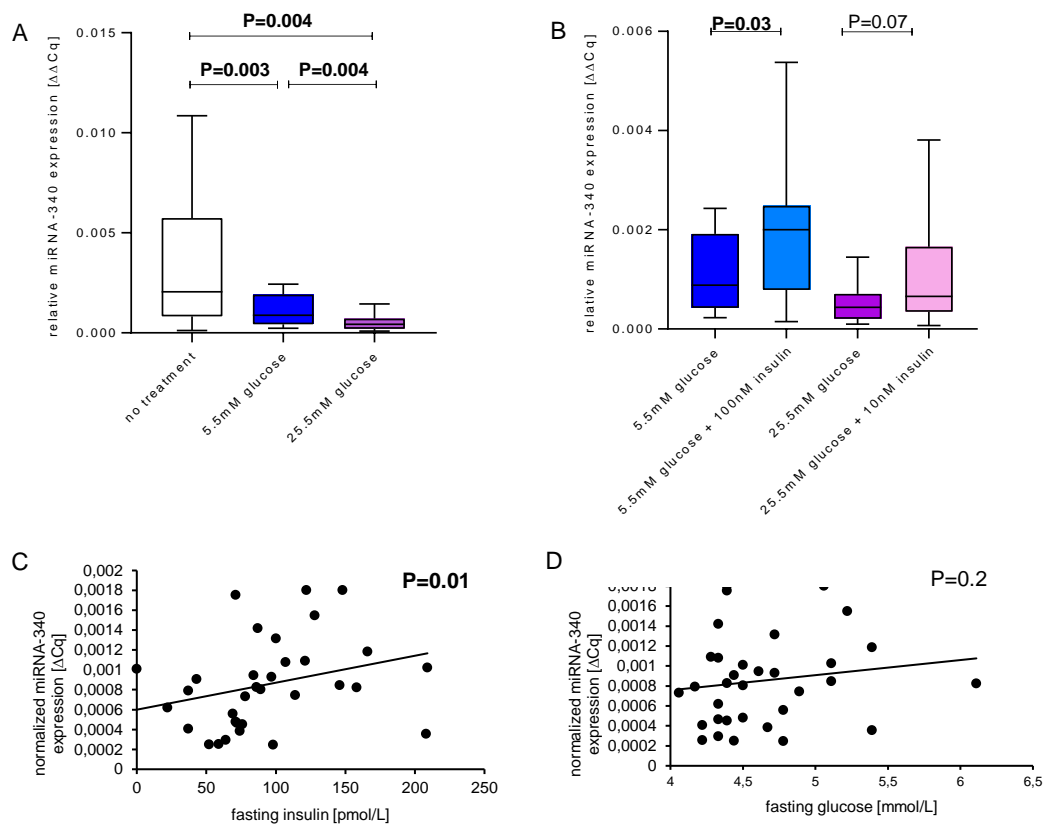 A
relative miRNA-340 expression [ΔΔCq]
0.015
0.010
0.005
0.000
P=0.004
P=0.003
P=0.004
no treatment
5.5mM glucose
25.5mM glucose
B
relative miRNA-340 expression [ΔΔCq]
0.006
0.004
0.002
0.000
P=0.03
P=0.07
5.5mM glucose
5.5mM glucose + 100nM insulin
25.5mM glucose
25.5mM glucose + 10nM insulin
C
normalized miRNA-340
expression [ΔCq]
0,002
0,0018
0,0016
0,0014
0,0012
0,001
0,0008
0,0006
0,0004
0,0002
0
P=0.01
0
50
100
150
200
250
fasting insulin [pmol/L]
D
normalized miRNA-340
expression [ΔCq]
0,0018
0,0016
0,0014
0,0012
0,001
0,0008
0,0006
0,0004
0,0002
0
P=0.2
4
4,5
5
5,5
6
6,5
fasting glucose [mmol/L]